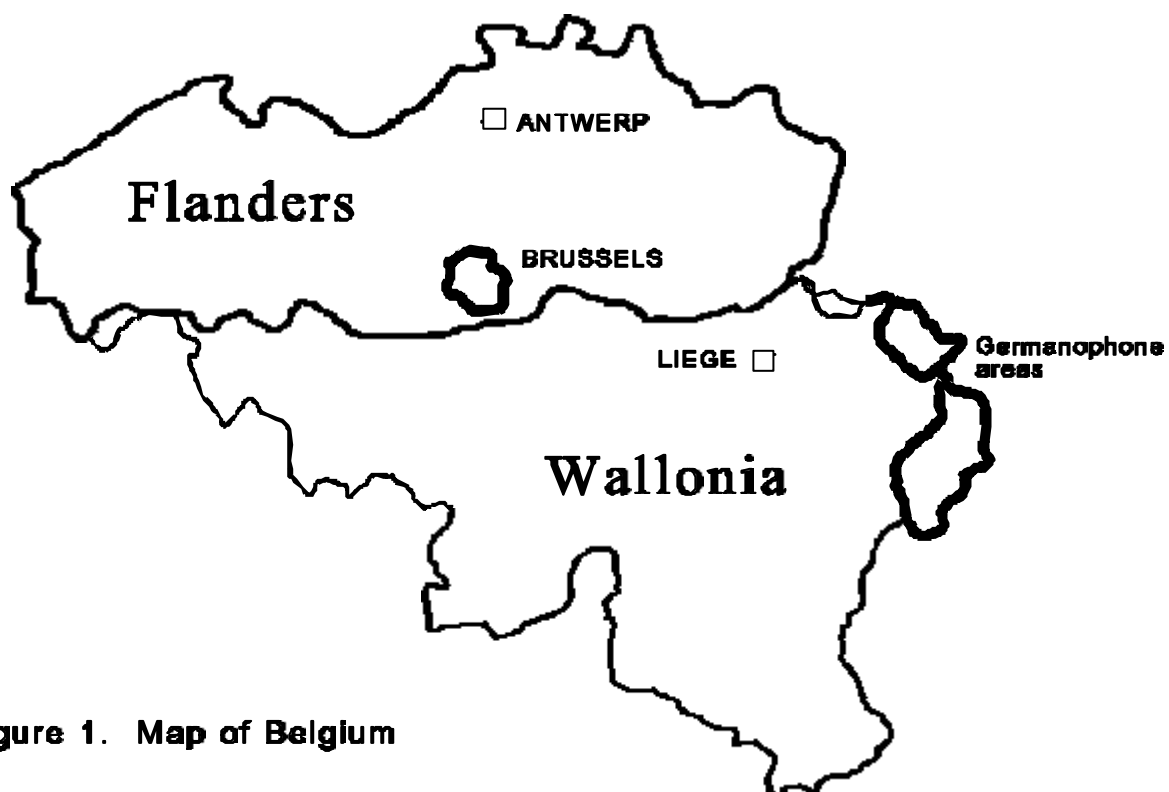 ANTWERP
Flanders
BRUSSELS
LIEGE
Germanophone
areas
Wallonia
gure 1. Map of Belgium